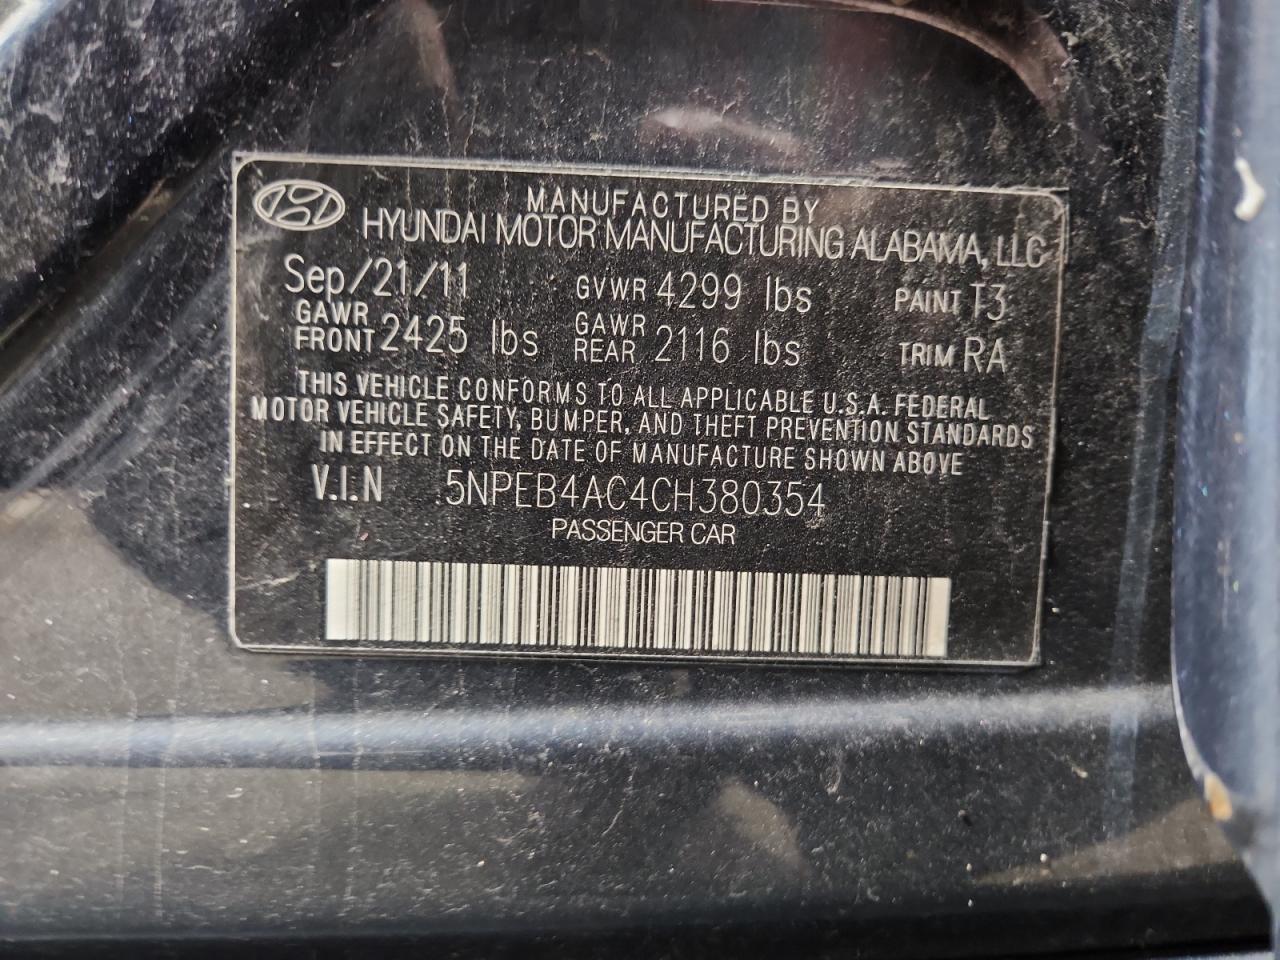 MANUFACTURED BY
HYUNDAI MOTOR MANUFACTURING ALABAMA, LLC
Sep/21/11 GVWR 4299 lbs PAINT T3
GAWR FRONT 2425 lbs GAWR REAR 2116 lbs TRIM RA
THIS VEHICLE CONFORMS TO ALL APPLICABLE U.S.A. FEDERAL
MOTOR VEHICLE SAFETY, BUMPER, AND THEFT PREVENTION STANDARDS
IN EFFECT ON THE DATE OF MANUFACTURE SHOWN ABOVE
V.I.N 5NPEB4AC4CH380354
PASSENGER CAR